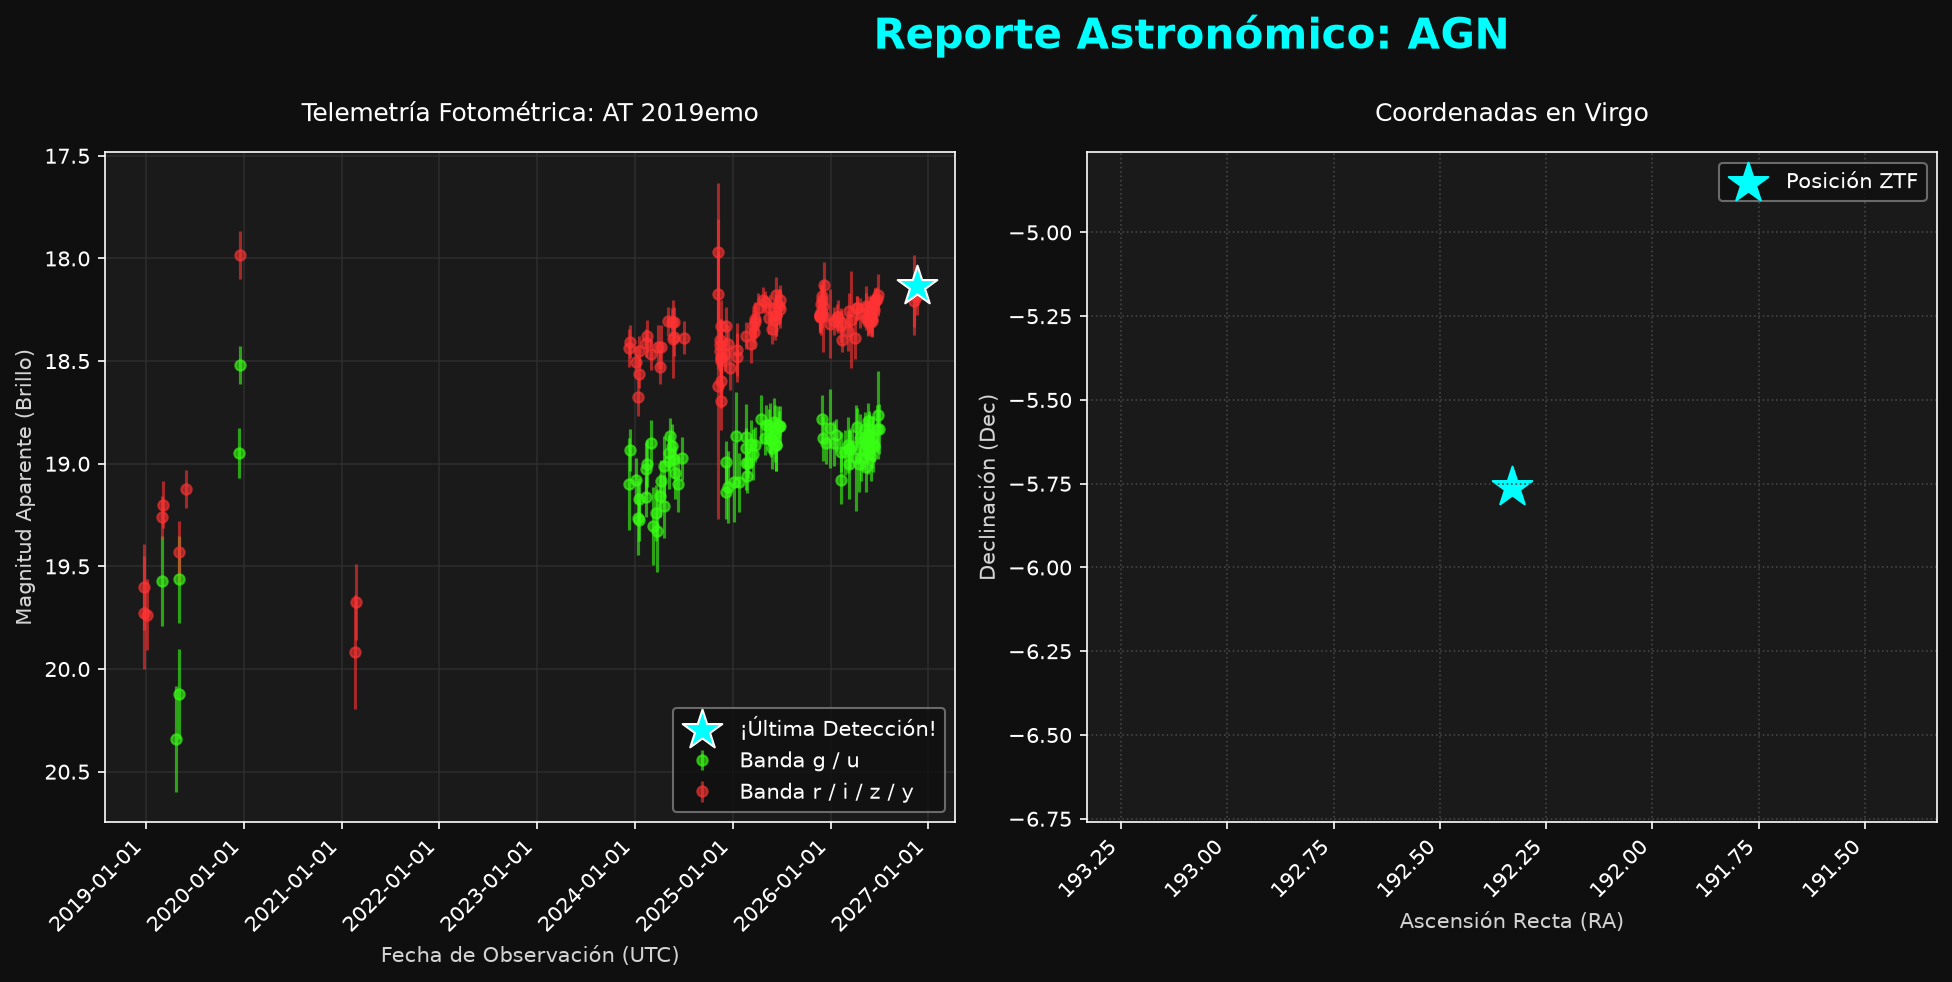 Reporte Astronómico: AGN
Telemetría Fotométrica: AT 2019emo
17.5
18.0
18.5
19.0
19.5
20.0
20.5
Magnitud Aparente (Brillo)
¡Última Detección!
Banda g / u
Banda r / i / z / y
2019-01-01
2020-01-01
2021-01-01
2022-01-01
2023-01-01
2024-01-01
2025-01-01
2026-01-01
2027-01-01
Fecha de Observación (UTC)
Coordenadas en Virgo
Posición ZTF
−5.00
−5.25
−5.50
−5.75
−6.00
−6.25
−6.50
−6.75
Declinación (Dec)
193.25
193.00
192.75
192.50
192.25
192.00
191.75
191.50
Ascensión Recta (RA)